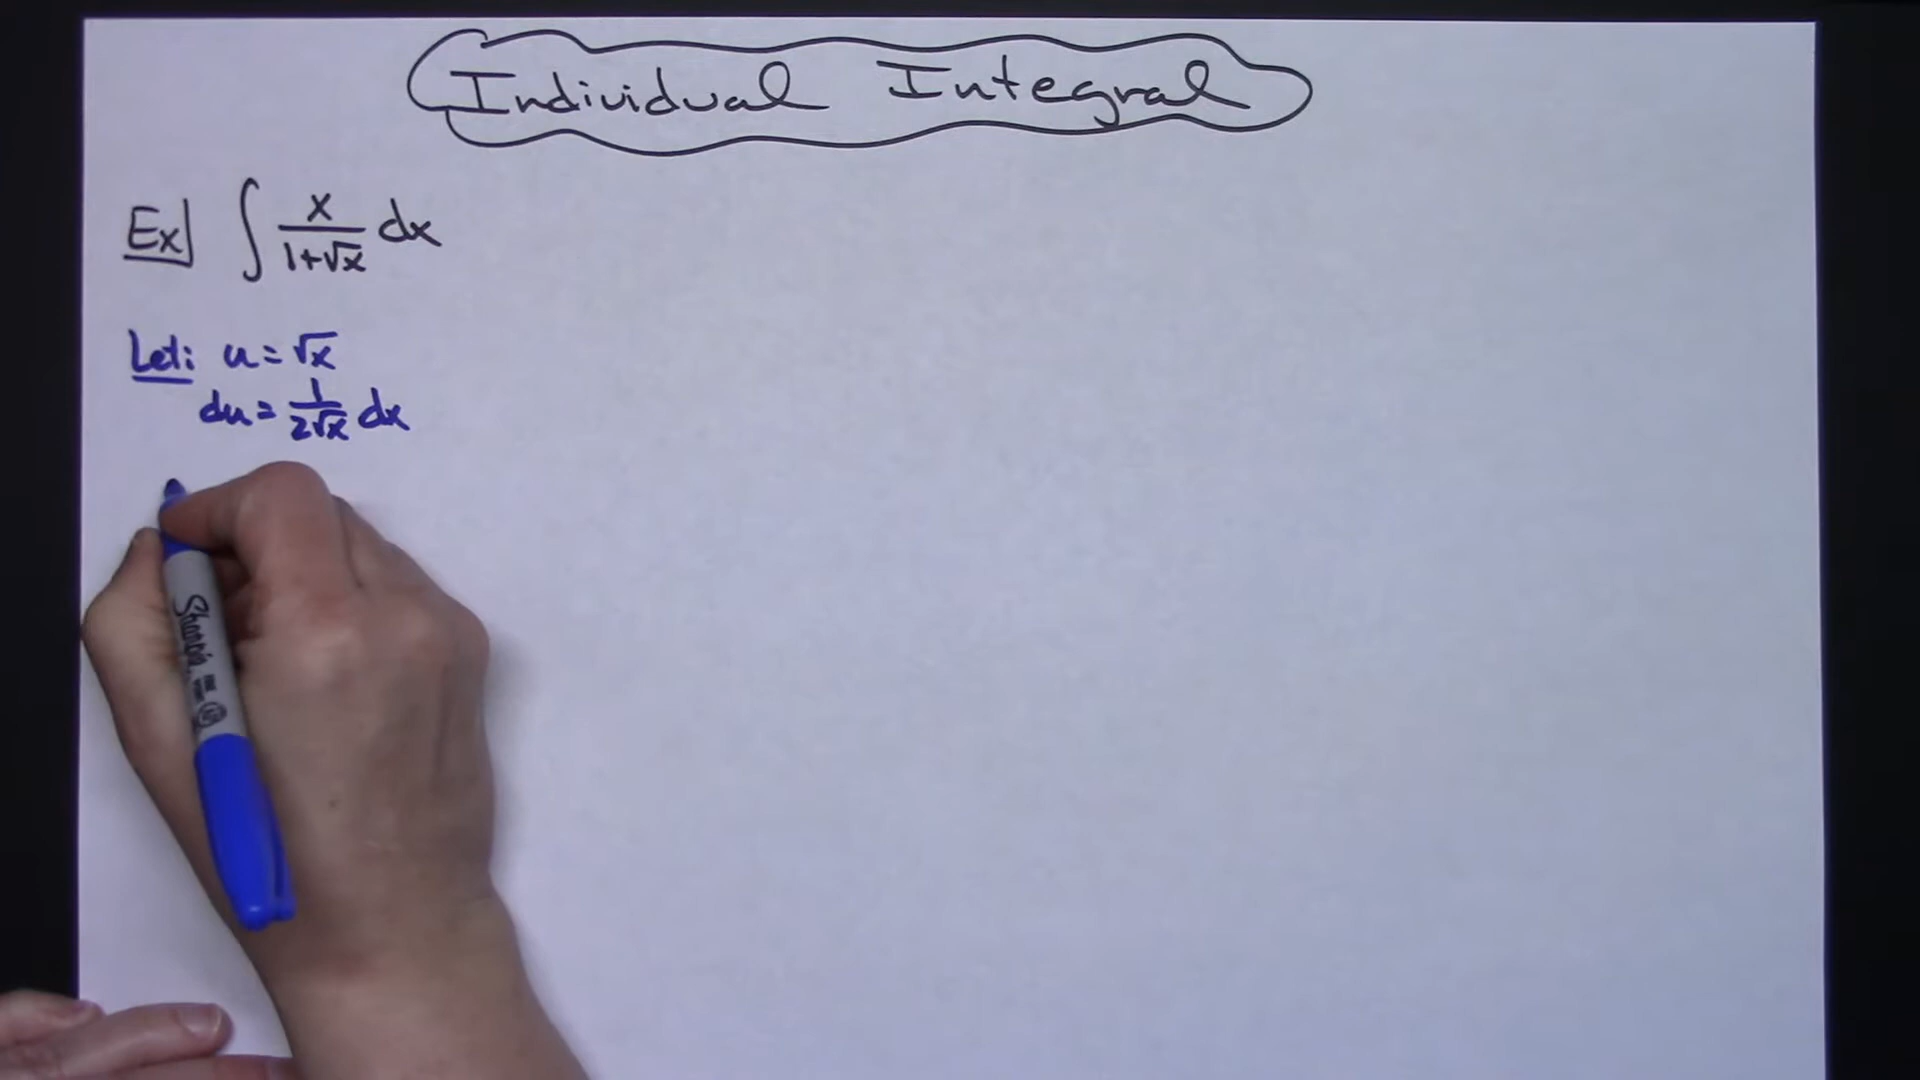 Individual Integral
Ex ∫ x/(1+√x) dx
Let: u = √x
du = 1/(2√x) dx
Sharpie